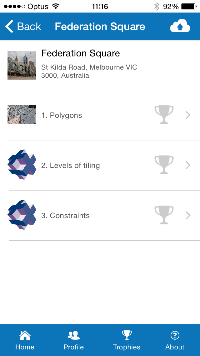 Optus 11:16 92%
Back Federation Square
Federation Square
St Kilda Road, Melbourne VIC
3000, Australia
1. Polygons
2. Levels of tiling
3. Constraints
Home Profile Trophies About